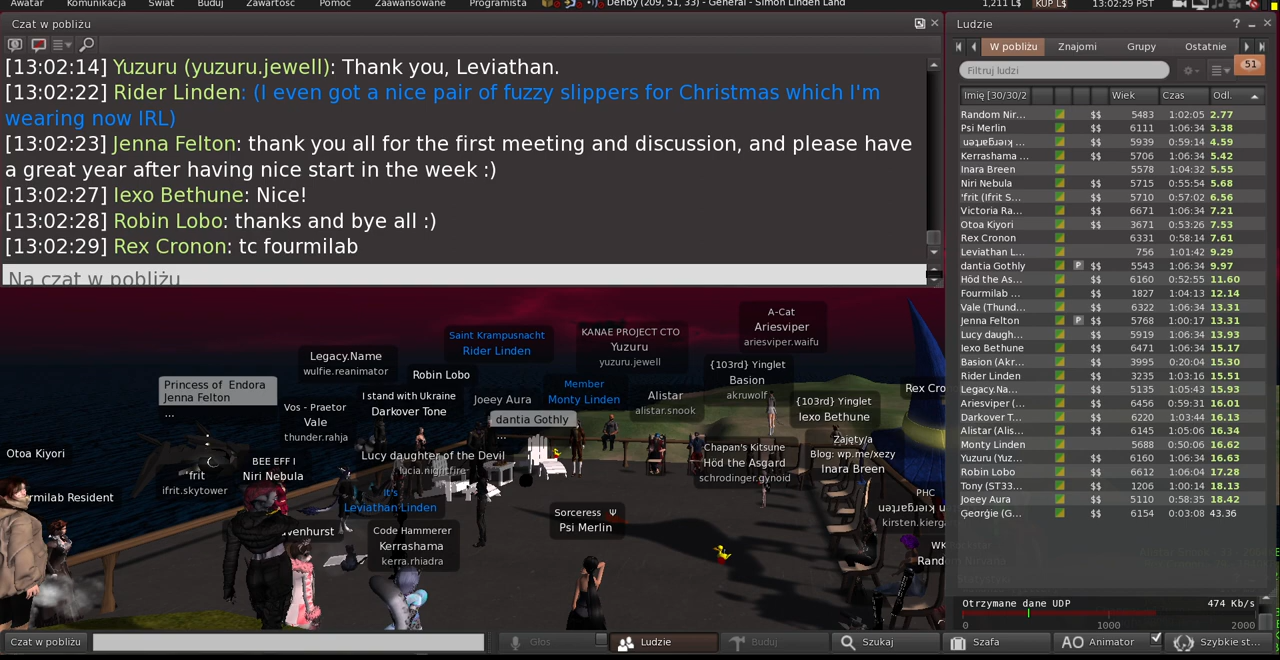 Awatar Komunikacja Świat Buduj Zawartość Pomoc Zaawansowane Programista Denby (209, 51, 33) - General - Simon Linden Land 1,211 L$ KUP L$ 13:02:29 PST
Czat w pobliżu
[13:02:14] Yuzuru (yuzuru.jewell): Thank you, Leviathan.
[13:02:22] Rider Linden: (I even got a nice pair of fuzzy slippers for Christmas which I'm
wearing now IRL)
[13:02:23] Jenna Felton: thank you all for the first meeting and discussion, and please have
a great year after having nice start in the week :)
[13:02:27] Iexo Bethune: Nice!
[13:02:28] Robin Lobo: thanks and bye all :)
[13:02:29] Rex Cronon: tc fourmilab
Na czat w pobliżu
A-Cat
Ariesviper
ariesviper.waifu
KANAE PROJECT CTO
Yuzuru
yuzuru.jewell
Saint Krampusnacht
Rider Linden
Legacy.Name
wulfie.reanimator
Robin Lobo
{103rd} Yinglet
Basion
akruwolf
Princess of Endora
Jenna Felton
...
I stand with Ukraine
Darkover Tone
Joeey Aura
Member
Monty Linden
Alistar
alistar.snook
Rex Cro
{103rd} Yinglet
Iexo Bethune
Vos - Praetor
Vale
thunder.rahja
dantia Gothly
...
Otoa Kiyori
Lucy daughter of the Devil
lucia.nightfire
Chapan's Kitsune
Höd the Asgard
schrodinger.gynoid
Zajęty/a
Blog: wp.me/xezy
Inara Breen
'frit
ifrit.skytower
BEE EFF I
Niri Nebula
rmilab Resident
It's
Leviathan Linden
PHC
kirsten.kierg
Sorceress Ψ
Psi Merlin
venhurst
Code Hammerer
Kerrashama
kerra.rhiadra
WK
Rand
Ludzie
W pobliżu Znajomi Grupy Ostatnie
Filtruj ludzi 51
Imię [30/30/2 Wiek Czas Odl.
Random Nir... $$ 5483 1:02:05 2.77
Psi Merlin $$ 6111 1:06:34 3.38
$$ 5939 0:59:14 4.59
Kerrashama ... $$ 5706 1:06:34 5.42
Inara Breen 5578 1:04:32 5.55
Niri Nebula $$ 5715 0:55:54 5.68
'frit (Ifrit S... $$ 5710 0:57:02 6.56
Victoria Ra... $$ 6671 1:06:34 7.21
Otoa Kiyori $$ 3671 0:53:26 7.53
Rex Cronon 6331 0:58:14 7.61
Leviathan L... 756 1:01:42 9.29
dantia Gothly P $$ 5543 1:06:34 9.97
Höd the As... $$ 6160 0:52:55 11.60
Fourmilab ... $$ 1827 1:04:13 12.14
Vale (Thund... $$ 6322 1:06:34 13.31
Jenna Felton P $$ 5768 1:00:17 13.31
Lucy daugh... $$ 5919 1:06:34 13.93
Iexo Bethune $$ 6471 1:06:34 15.17
Basion (Akr... $$ 3995 0:20:04 15.30
Rider Linden $$ 3235 1:03:16 15.51
Legacy.Na... $$ 5135 1:05:43 15.93
Ariesviper (... $$ 6456 0:59:31 16.01
Darkover T... $$ 6220 1:03:44 16.13
Alistar (Alis... $$ 6145 1:05:06 16.34
Monty Linden 5688 0:50:06 16.62
Yuzuru (Yuz... $$ 6160 1:06:34 16.63
Robin Lobo $$ 6612 1:06:04 17.28
Tony (ST33... $$ 1206 1:06:04 18.13
Joeey Aura $$ 5110 0:58:35 18.42
$$ 6154 0:03:08 43.36
Otrzymane dane UDP 474 Kb/s
0 1000 2000
Czat w pobliżu Głos Ludzie Buduj Szukaj Szafa AO Animator Szybkie st...